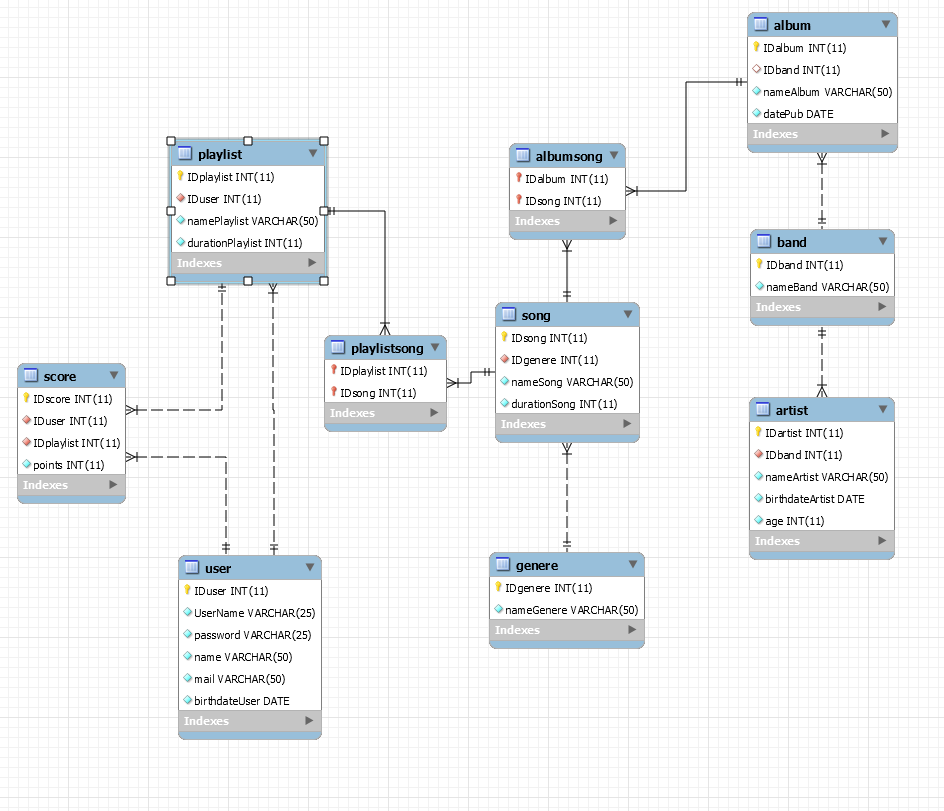 album
IDalbum INT(11)
IDband INT(11)
nameAlbum VARCHAR(50)
datePub DATE
Indexes
playlist
IDplaylist INT(11)
IDuser INT(11)
namePlaylist VARCHAR(50)
durationPlaylist INT(11)
Indexes
albumsong
IDalbum INT(11)
IDsong INT(11)
Indexes
band
IDband INT(11)
nameBand VARCHAR(50)
Indexes
song
IDsong INT(11)
IDgenere INT(11)
nameSong VARCHAR(50)
durationSong INT(11)
Indexes
playlistsong
IDplaylist INT(11)
IDsong INT(11)
Indexes
score
IDscore INT(11)
IDuser INT(11)
IDplaylist INT(11)
points INT(11)
Indexes
artist
IDartist INT(11)
IDband INT(11)
nameArtist VARCHAR(50)
birthdateArtist DATE
age INT(11)
Indexes
user
IDuser INT(11)
UserName VARCHAR(25)
password VARCHAR(25)
name VARCHAR(50)
mail VARCHAR(50)
birthdateUser DATE
Indexes
genere
IDgenere INT(11)
nameGenere VARCHAR(50)
Indexes